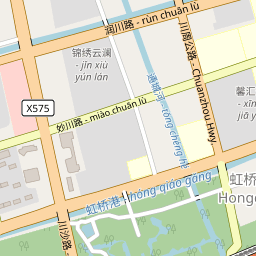 润川路 - rùn chuān lù
锦绣云澜
- jǐn xiù
yún lán
川周公路 - Chuanzhou Hwy
通城河 - tōng chéng hé
X575
妙川路 - miào chuān lù
馨汇
- xīn
jīā
虹桥港 - hóng qiáo gǎng
虹桥
Hongq
川沙路 -